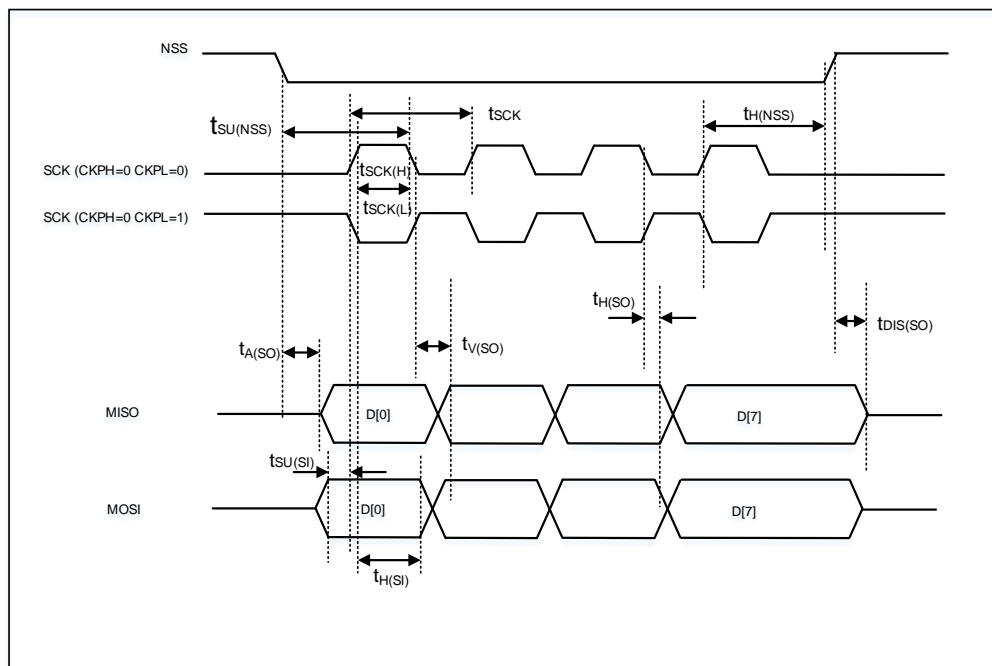 NSS
tSCK
tH(NSS)
tSU(NSS)
SCK (CKPH=0 CKPL=0)
tSCK(H)
tSCK(L)
SCK (CKPH=0 CKPL=1)
tH(SO)
tDIS(SO)
tA(SO)
tV(SO)
MISO
D[0]
D[7]
tSU(SI)
MOSI
D[0]
D[7]
tH(SI)